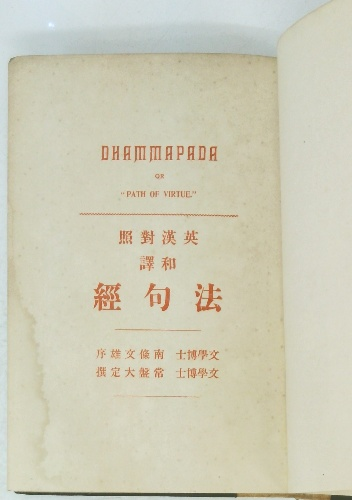 DHAMMAPADA
OR
"PATH OF VIRTUE."
照對漢英
譯和
經句法
序雄文條南 士博學文
撰定大盤常 士博學文